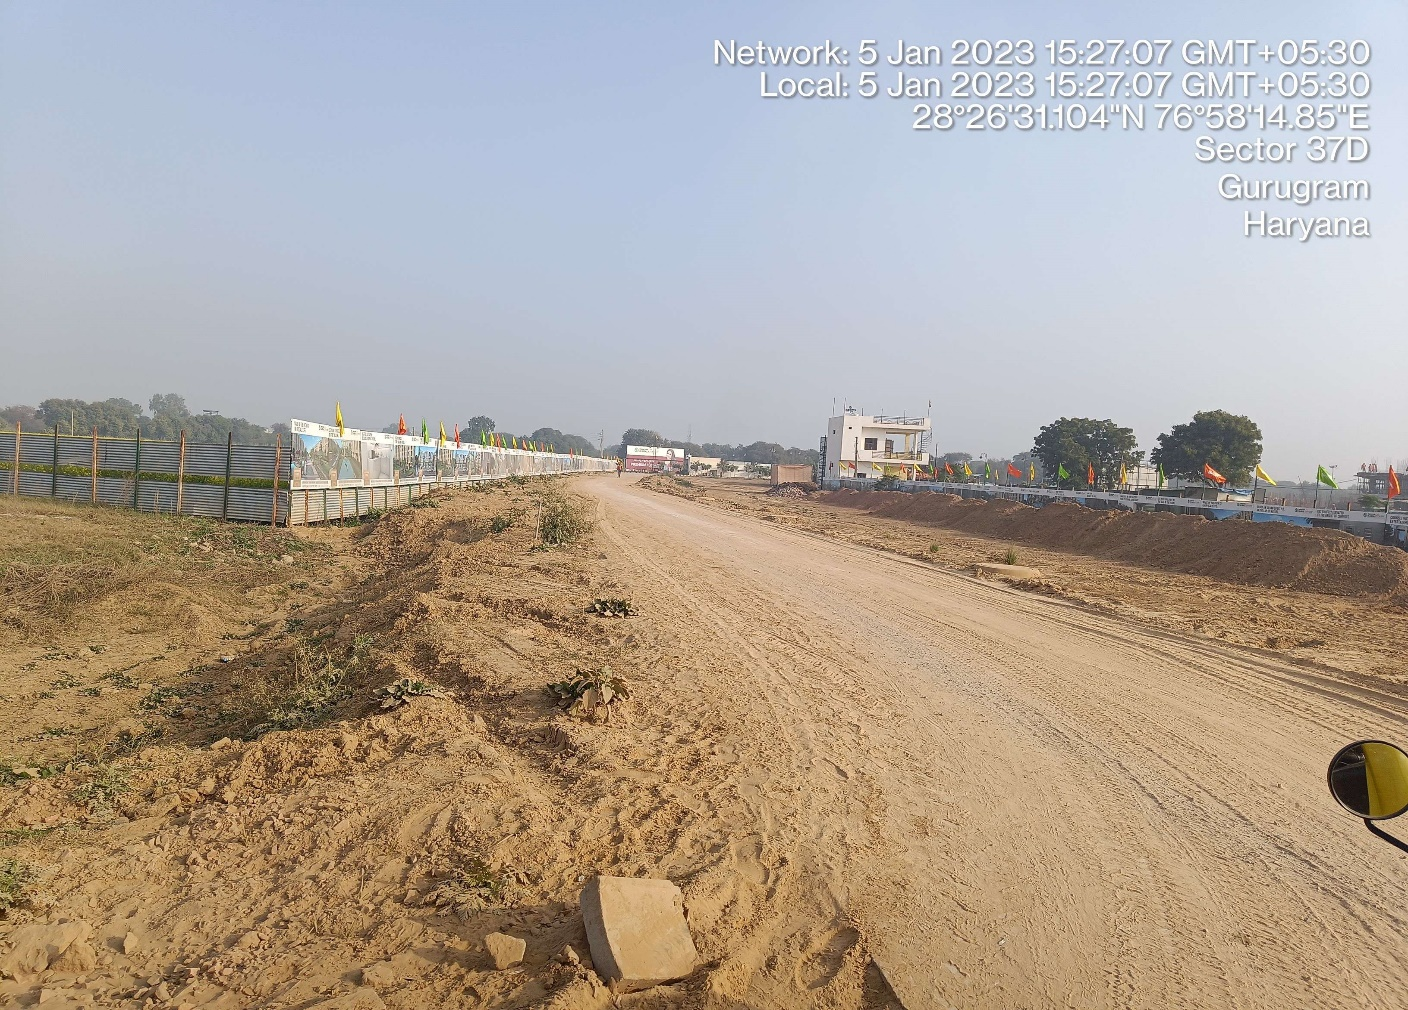 Network: 5 Jan 2023 15:27:07 GMT+05:30
Local: 5 Jan 2023 15:27:07 GMT+05:30
28°26'31.104"N 76°58'14.85"E
Sector 37D
Gurugram
Haryana